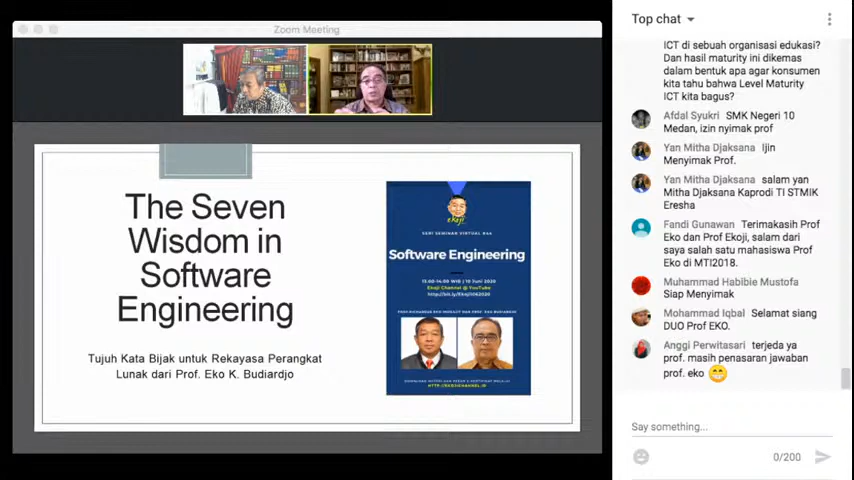 Zoom Meeting
The Seven
Wisdom in
Software
Engineering
Tujuh Kata Bijak untuk Rekayasa Perangkat
Lunak dari Prof. Eko K. Budiardjo
eKoji
Software Engineering
Ekoji Channel @ YouTube
Top chat
ICT di sebuah organisasi edukasi?
Dan hasil maturity ini dikemas
dalam bentuk apa agar konsumen
kita tahu bahwa Level Maturity
ICT kita bagus?
Afdal Syukri SMK Negeri 10
Medan, izin nyimak prof
Yan Mitha Djaksana Ijin
Menyimak Prof.
Yan Mitha Djaksana salam yan
Mitha Djaksana Kaprodi TI STMIK
Eresha
Fandi Gunawan Terimakasih Prof
Eko dan Prof Ekoji, salam dari
saya salah satu mahasiswa Prof
Eko di MTI2018.
Muhammad Habibie Mustofa
Siap Menyimak
Mohammad Iqbal Selamat siang
DUO Prof EKO.
Anggi Perwitasari terjeda ya
prof. masih penasaran jawaban
prof. eko 😁
Say something...
0/200